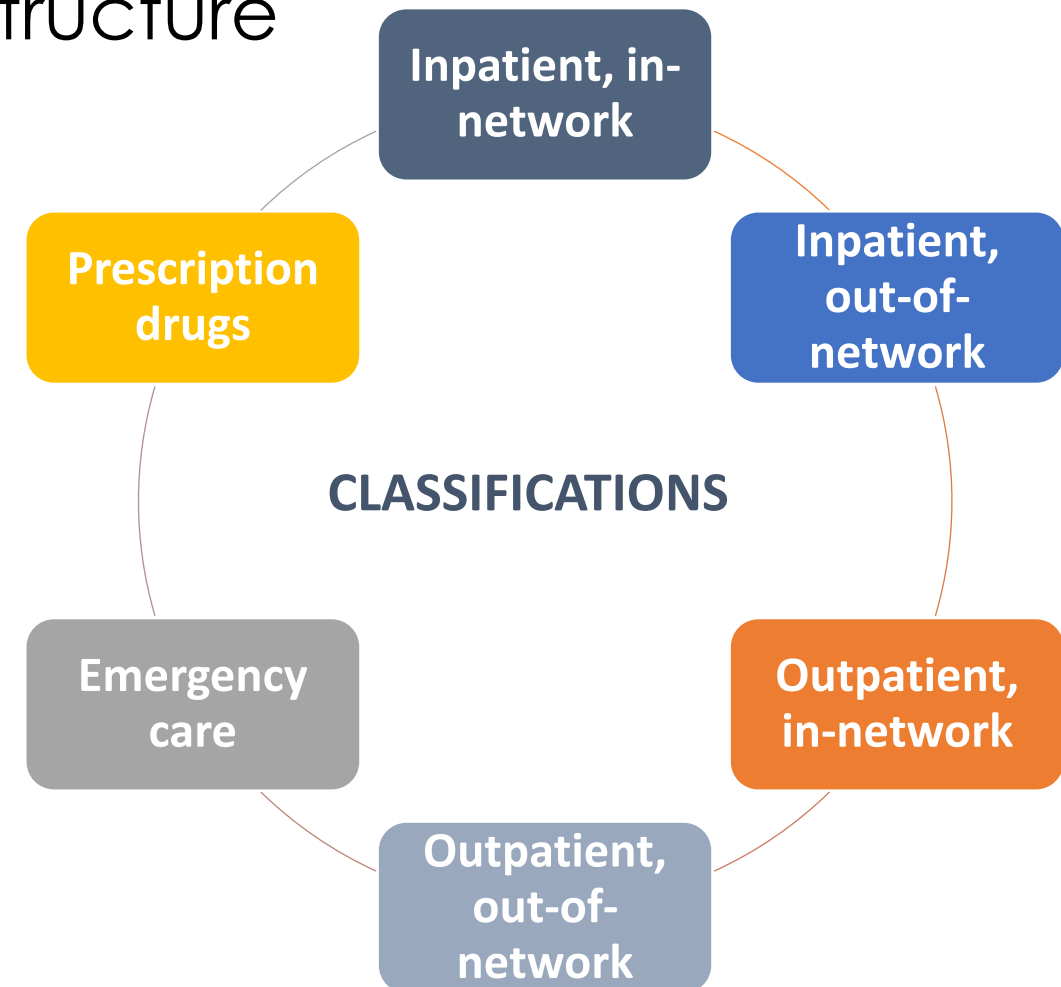 tructure
Inpatient, in-
network
Prescription
drugs
Inpatient,
out-of-
network
CLASSIFICATIONS
Emergency
care
Outpatient,
in-network
Outpatient,
out-of-
network